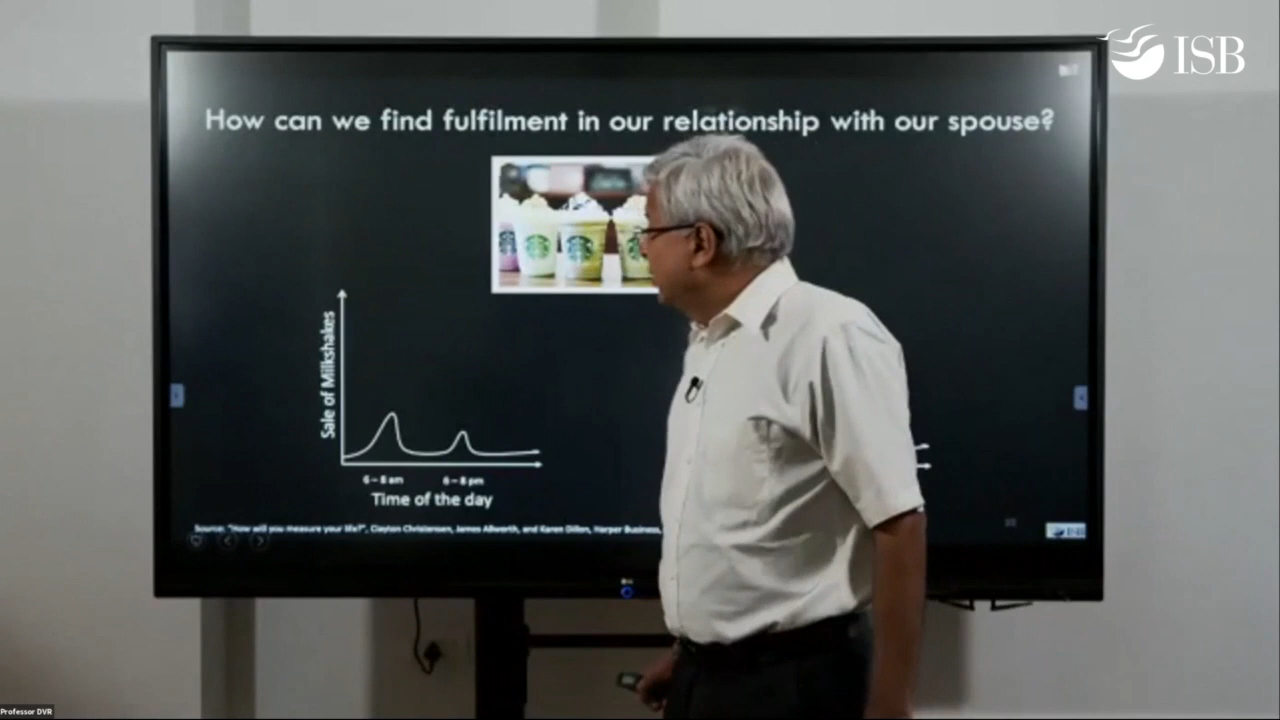 ISB
How can we find fulfilment in our relationship with our spouse?
Sale of Milkshakes
6 – 8 am
6 – 8 pm
Time of the day
Source: "How will you measure your life?", Clayton Christensen, James Allworth, and Karen Dillon, Harper Business,
Professor DVR